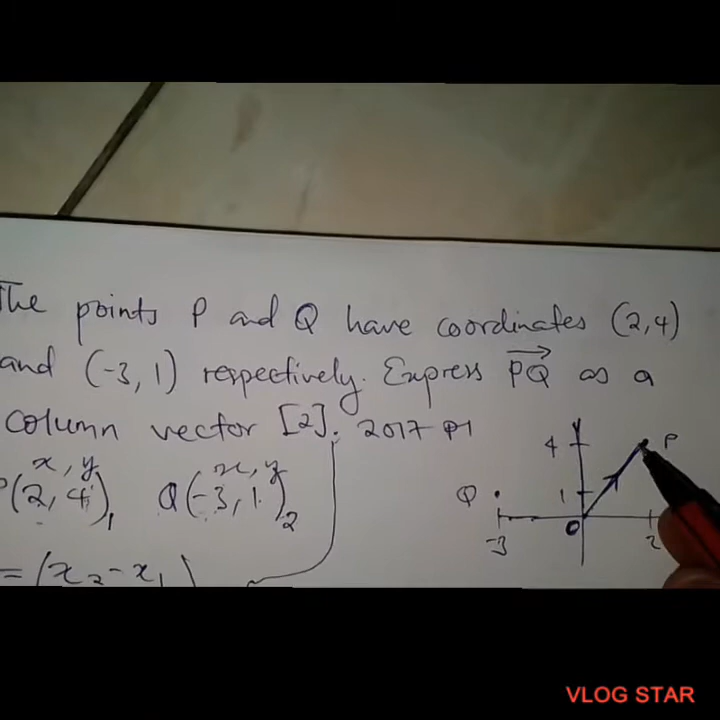 The points P and Q have coordinates (2,4)
and (-3, 1) respectively. Express PQ as a
column vector [2]. 2017 P1
x, y x, y
P(2, 4)1 Q(-3, 1)2
= (x2 - x1)
y
4 P
Q 1
O
-3 2
VLOG STAR